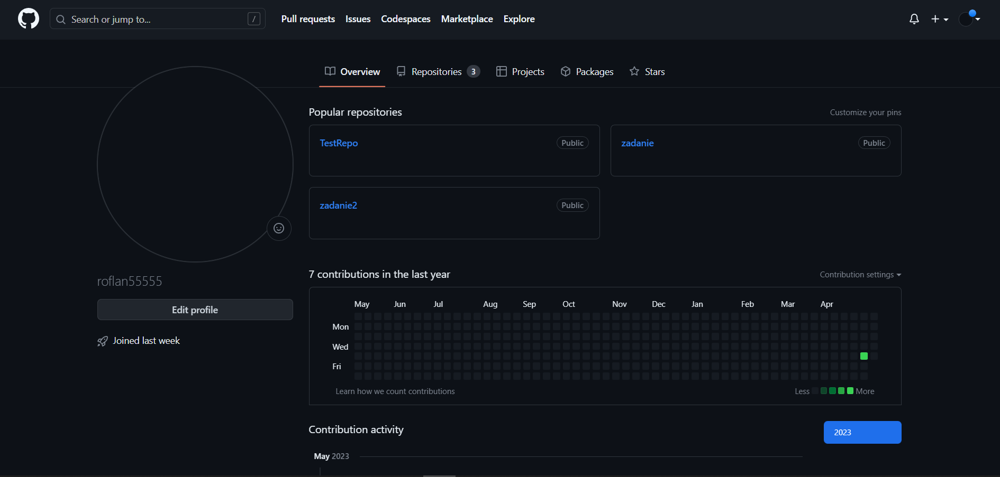 Search or jump to... / Pull requests Issues Codespaces Marketplace Explore
Overview Repositories 3 Projects Packages Stars
Popular repositories Customize your pins
TestRepo Public zadanie Public
zadanie2 Public
roflan55555
Edit profile
Joined last week
7 contributions in the last year Contribution settings
May Jun Jul Aug Sep Oct Nov Dec Jan Feb Mar Apr
Mon
Wed
Fri
Learn how we count contributions Less More
Contribution activity 2023
May 2023